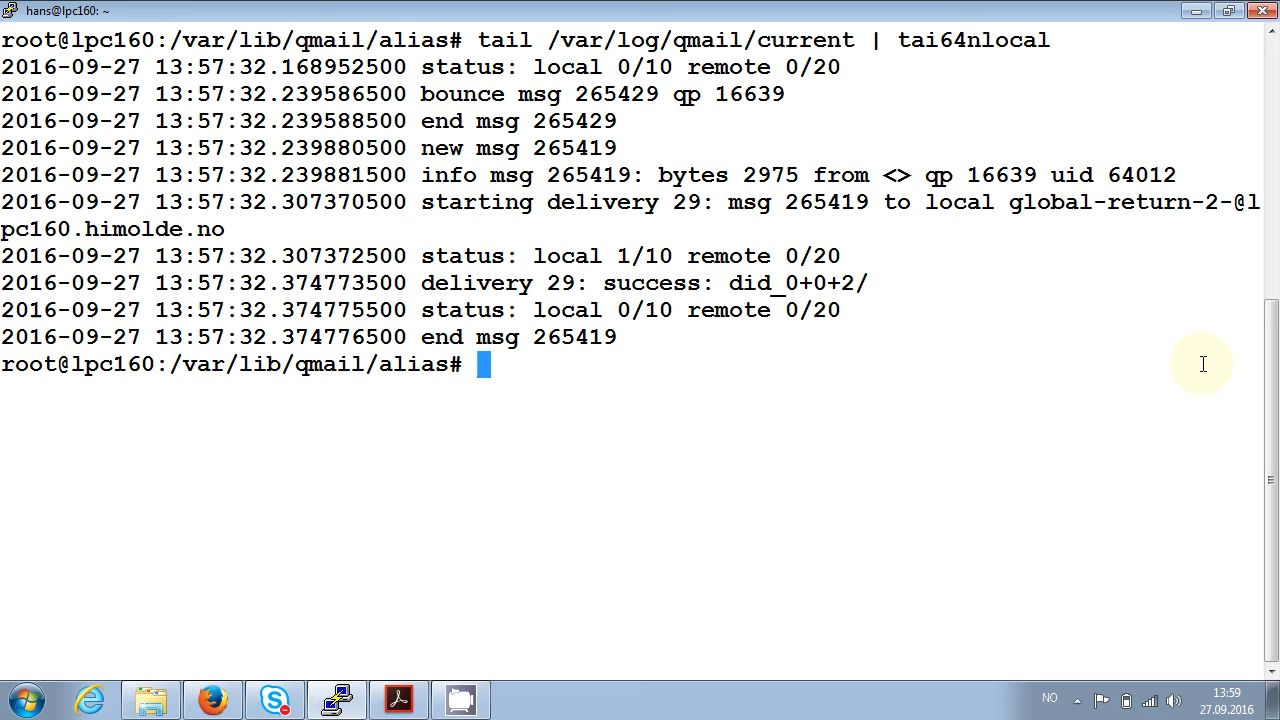 hans@lpc160: ~
root@lpc160:/var/lib/qmail/alias# tail /var/log/qmail/current | tai64nlocal
2016-09-27 13:57:32.168952500 status: local 0/10 remote 0/20
2016-09-27 13:57:32.239586500 bounce msg 265429 qp 16639
2016-09-27 13:57:32.239588500 end msg 265429
2016-09-27 13:57:32.239880500 new msg 265419
2016-09-27 13:57:32.239881500 info msg 265419: bytes 2975 from <> qp 16639 uid 64012
2016-09-27 13:57:32.307370500 starting delivery 29: msg 265419 to local global-return-2-@l
pc160.himolde.no
2016-09-27 13:57:32.307372500 status: local 1/10 remote 0/20
2016-09-27 13:57:32.374773500 delivery 29: success: did_0+0+2/
2016-09-27 13:57:32.374775500 status: local 0/10 remote 0/20
2016-09-27 13:57:32.374776500 end msg 265419
root@lpc160:/var/lib/qmail/alias#
NO
13:59
27.09.2016